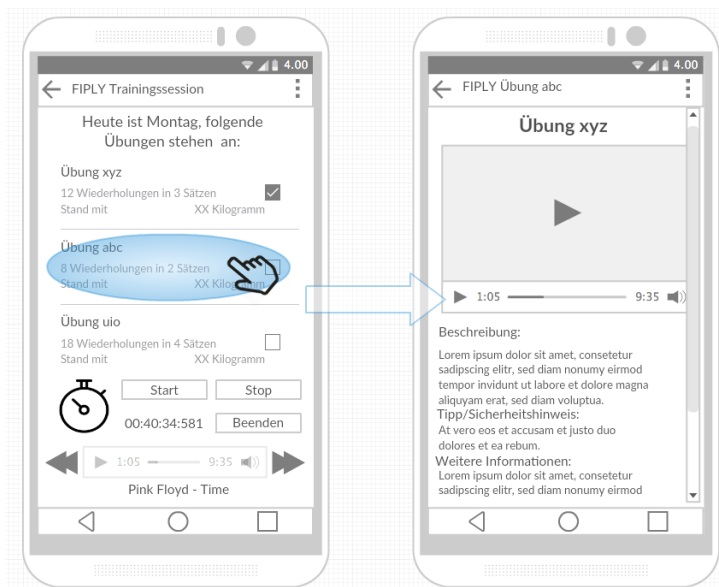 4.00
FIPLY Trainingssession
Heute ist Montag, folgende
Übungen stehen an:
Übung xyz
12 Wiederholungen in 3 Sätzen
Stand mit XX Kilogramm
Übung abc
8 Wiederholungen in 2 Sätzen
Stand mit XX Kilogramm
Übung uio
18 Wiederholungen in 4 Sätzen
Stand mit XX Kilogramm
Start Stop
00:40:34:581 Beenden
1:05 9:35
Pink Floyd - Time
4.00
FIPLY Übung abc
Übung xyz
1:05 9:35
Beschreibung:
Lorem ipsum dolor sit amet, consetetur
sadipscing elitr, sed diam nonumy eirmod
tempor invidunt ut labore et dolore magna
aliquyam erat, sed diam voluptua.
Tipp/Sicherheitshinweis:
At vero eos et accusam et justo duo
dolores et ea rebum.
Weitere Informationen:
Lorem ipsum dolor sit amet, consetetur
sadipscing elitr, sed diam nonumy eirmod